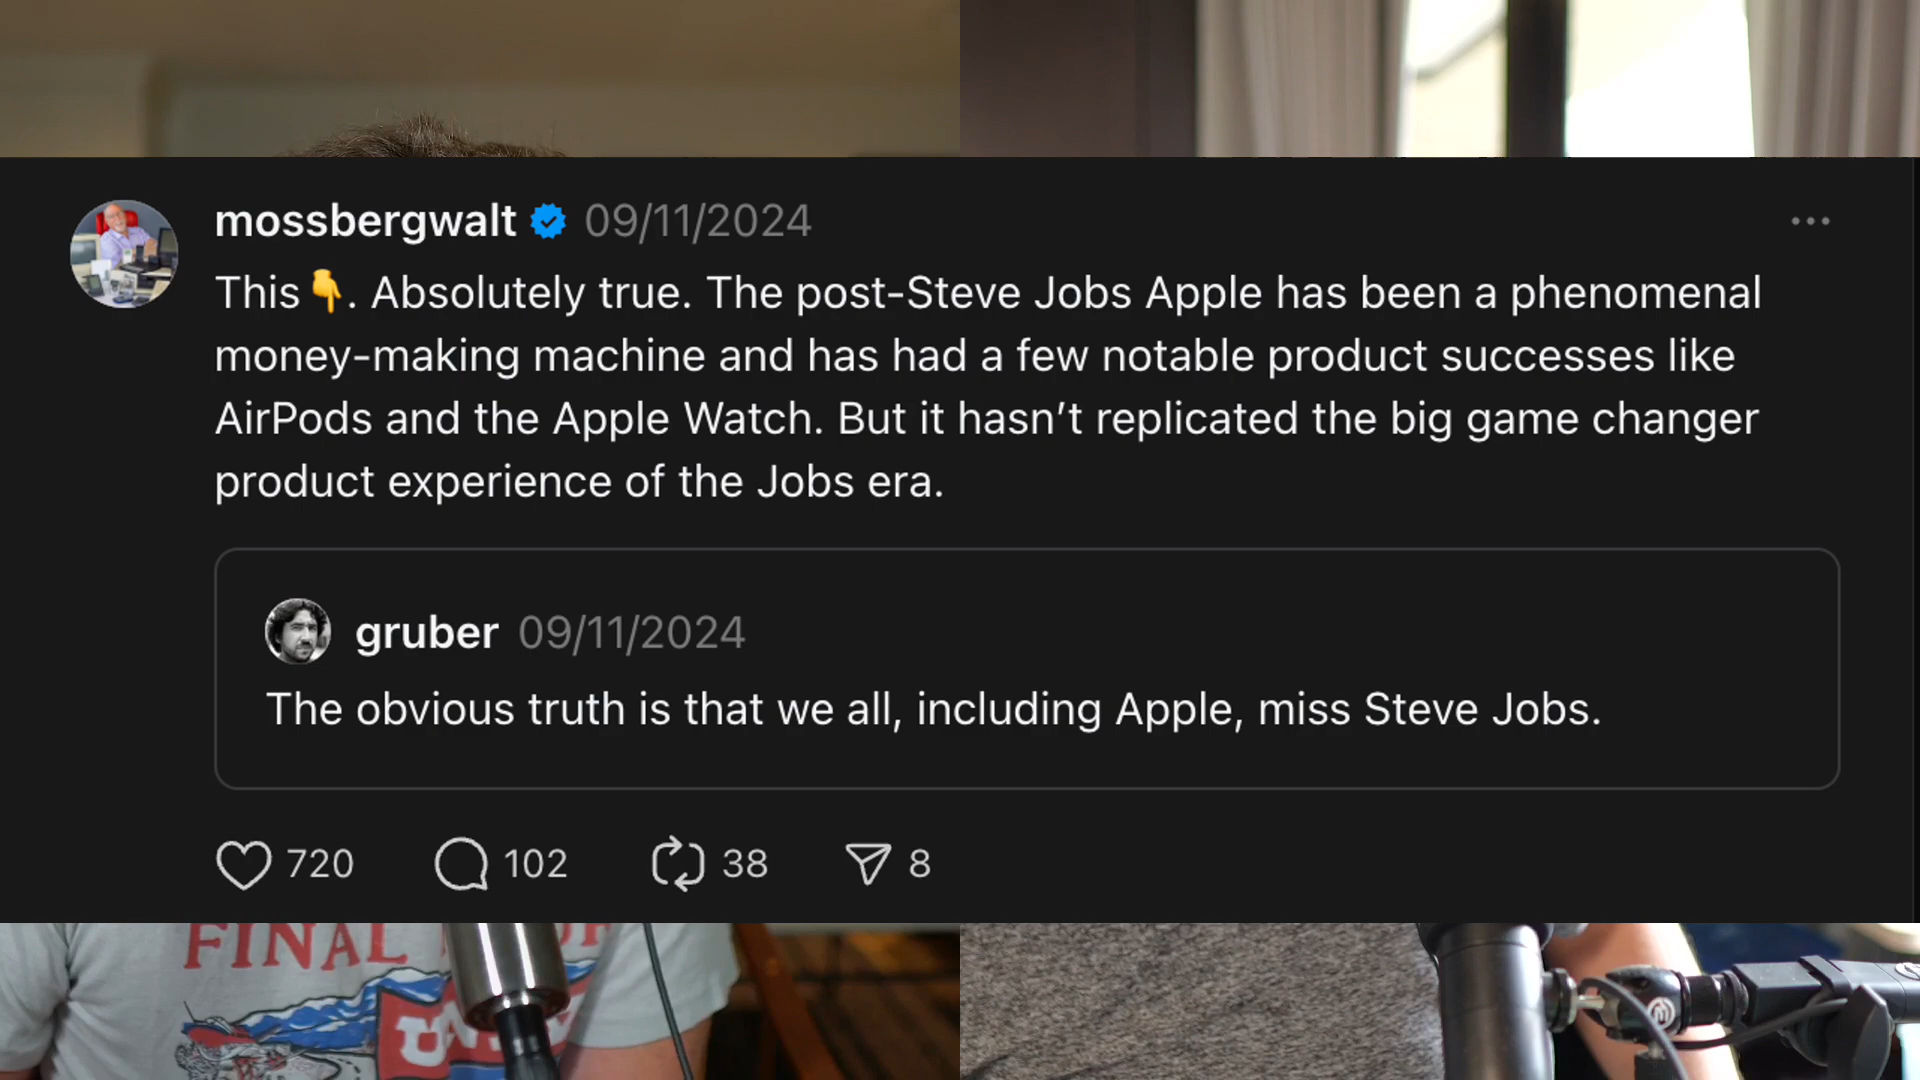 mossbergwalt 09/11/2024
This👇. Absolutely true. The post-Steve Jobs Apple has been a phenomenal
money-making machine and has had a few notable product successes like
AirPods and the Apple Watch. But it hasn’t replicated the big game changer
product experience of the Jobs era.
gruber 09/11/2024
The obvious truth is that we all, including Apple, miss Steve Jobs.
720 102 38 8
FINAL